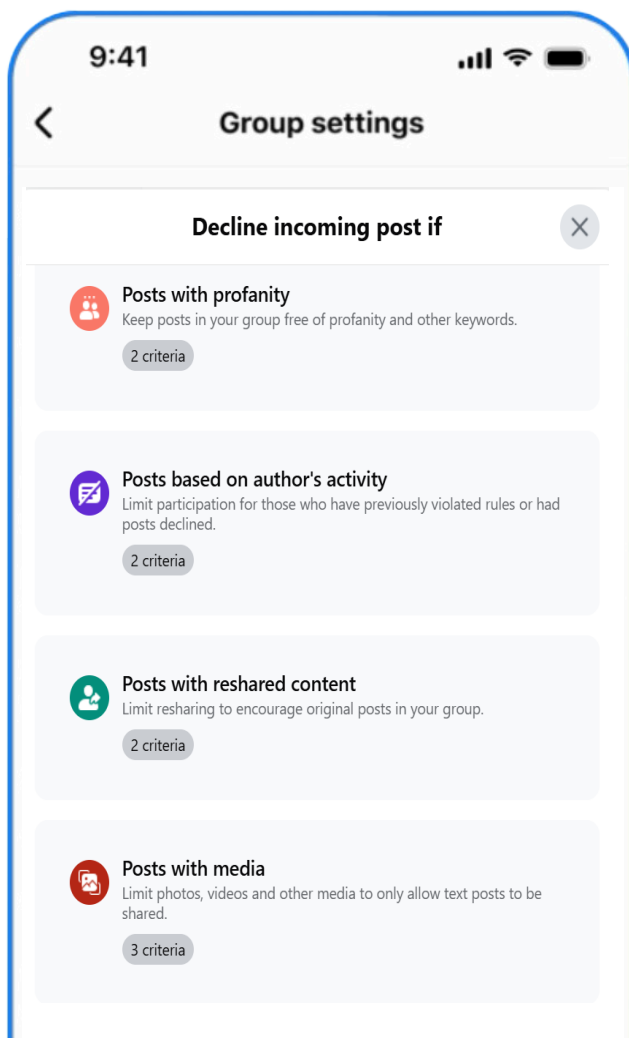 9:41
Group settings
Decline incoming post if
Posts with profanity
Keep posts in your group free of profanity and other keywords.
2 criteria
Posts based on author's activity
Limit participation for those who have previously violated rules or had
posts declined.
2 criteria
Posts with reshared content
Limit resharing to encourage original posts in your group.
2 criteria
Posts with media
Limit photos, videos and other media to only allow text posts to be
shared.
3 criteria